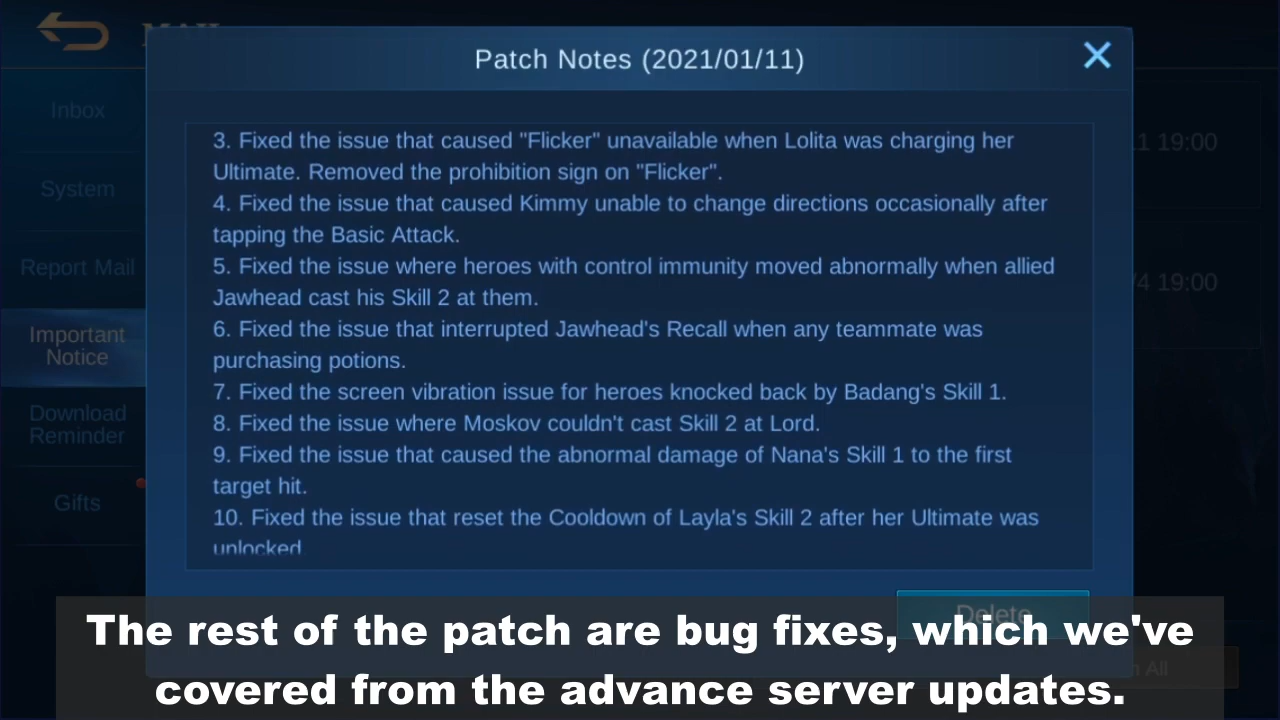 Patch Notes (2021/01/11)
Inbox
System
Report Mail
Important
Notice
Download
Reminder
Gifts
3. Fixed the issue that caused "Flicker" unavailable when Lolita was charging her
Ultimate. Removed the prohibition sign on "Flicker".
4. Fixed the issue that caused Kimmy unable to change directions occasionally after
tapping the Basic Attack.
5. Fixed the issue where heroes with control immunity moved abnormally when allied
Jawhead cast his Skill 2 at them.
6. Fixed the issue that interrupted Jawhead's Recall when any teammate was
purchasing potions.
7. Fixed the screen vibration issue for heroes knocked back by Badang's Skill 1.
8. Fixed the issue where Moskov couldn't cast Skill 2 at Lord.
9. Fixed the issue that caused the abnormal damage of Nana's Skill 1 to the first
target hit.
10. Fixed the issue that reset the Cooldown of Layla's Skill 2 after her Ultimate was
unlocked
19:00
19:00
Delete
All
The rest of the patch are bug fixes, which we've
covered from the advance server updates.